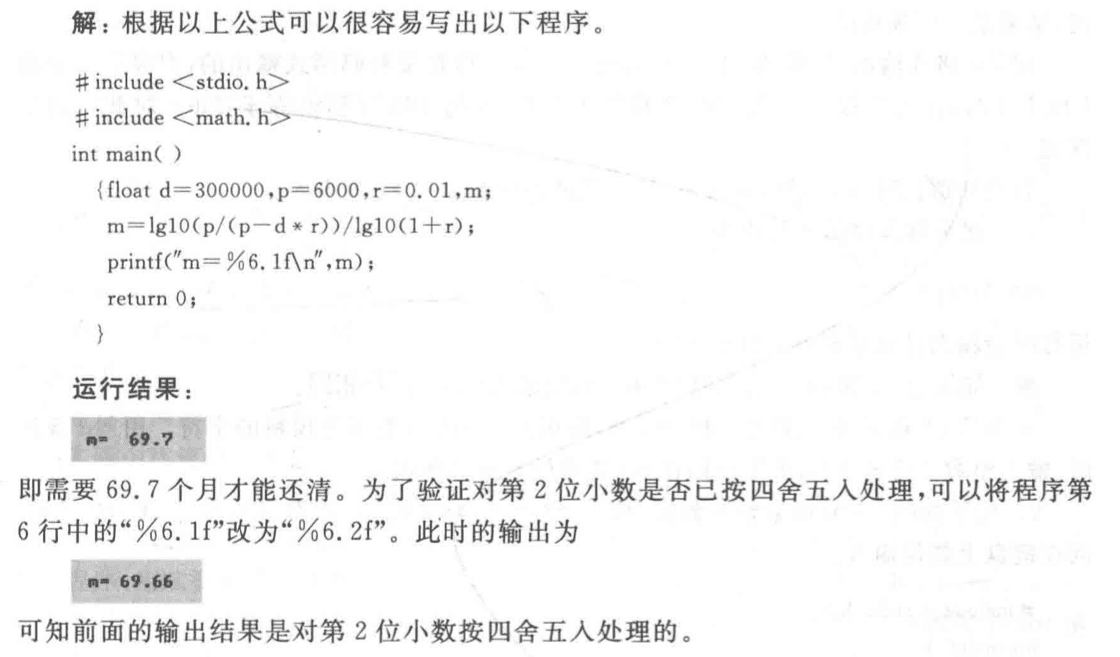 解：根据以上公式可以很容易写出以下程序。
#include <stdio.h>
#include <math.h>
int main( )
{float d=300000,p=6000,r=0.01,m;
m=lg10(p/(p-d*r))/lg10(1+r);
printf("m=%6.1f\n",m);
return 0;
}
运行结果：
m=  69.7
即需要 69.7 个月才能还清。为了验证对第 2 位小数是否已按四舍五入处理,可以将程序第
6 行中的“%6.1f”改为“%6.2f”。此时的输出为
m= 69.66
可知前面的输出结果是对第 2 位小数按四舍五入处理的。